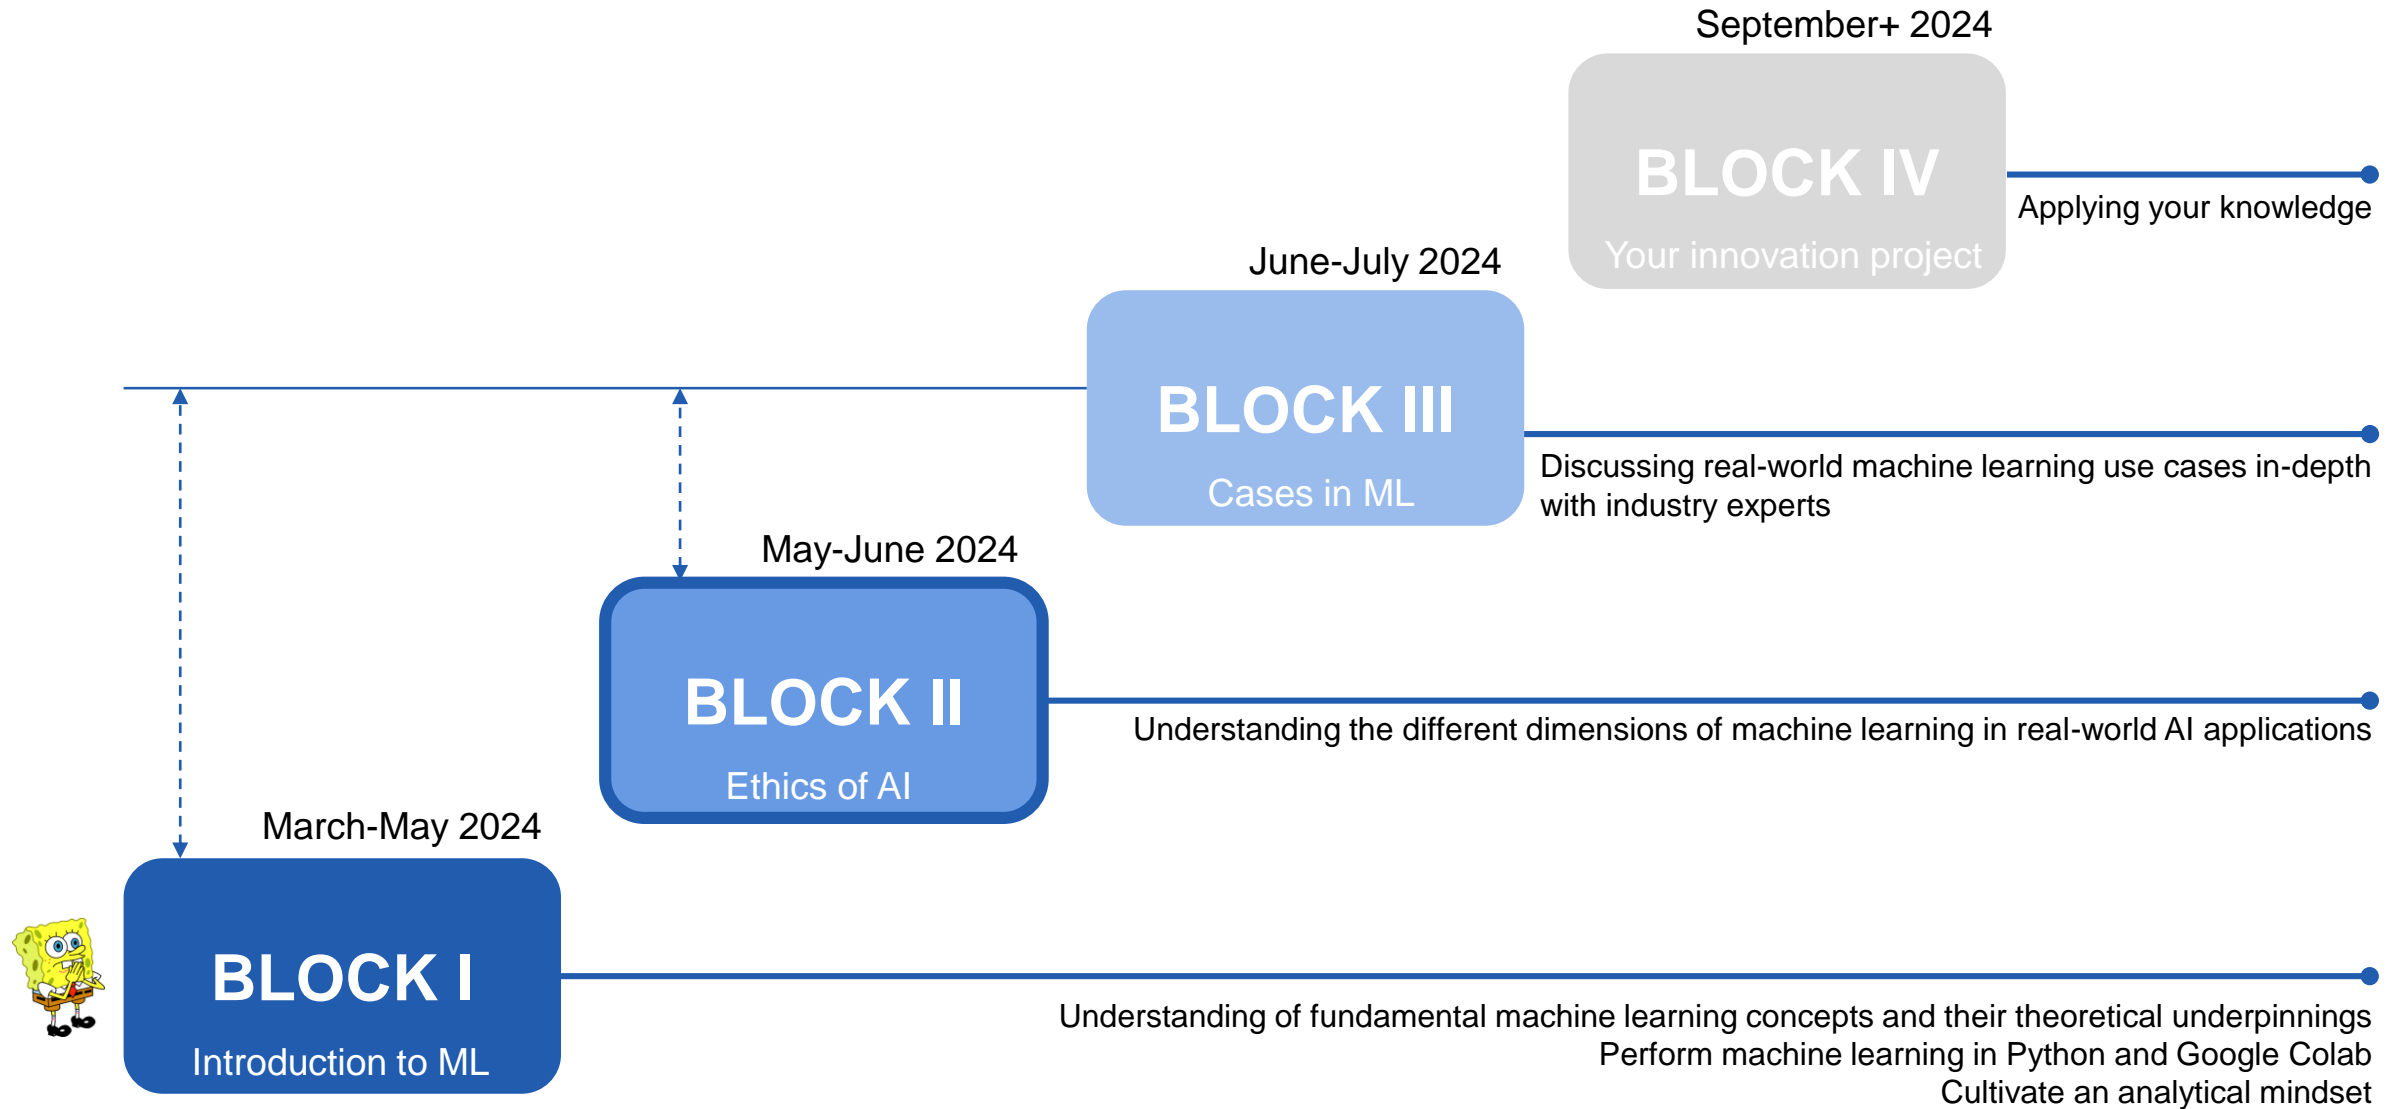 September+ 2024
BLOCK IV
Your innovation project
Applying your knowledge
June-July 2024
BLOCK III
Cases in ML
Discussing real-world machine learning use cases in-depth
with industry experts
May-June 2024
BLOCK II
Ethics of AI
Understanding the different dimensions of machine learning in real-world AI applications
March-May 2024
BLOCK I
Introduction to ML
Understanding of fundamental machine learning concepts and their theoretical underpinnings
Perform machine learning in Python and Google Colab
Cultivate an analytical mindset